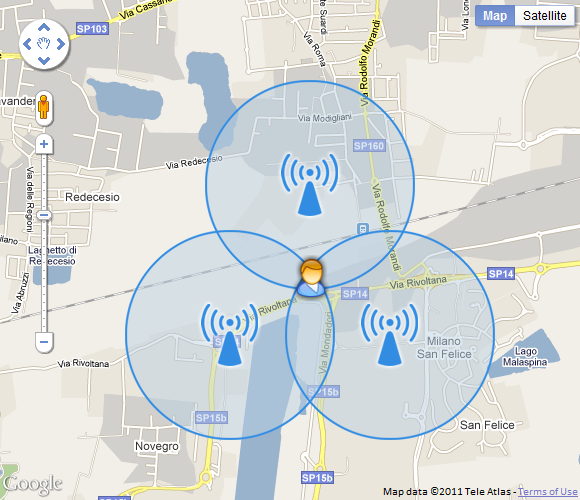 Via Cassanese
SP103
Map
Satellite
Via Roma
Via Rodolfo Morandi
Via Modigliani
SP160
Via Redecesio
Redecesio
Via delle Regioni
Laghetto di
Redecesio
Via Abruzzi
Via Rodolfo Morandi
SP14
Via Rivoltana
SP14
Via Rivoltana
Via Mondadori
Milano
San Felice
Lago
Malaspina
Via Rivoltana
SP15b
SP15b
San Felice
Novegro
SP15b
Google
Map data ©2011 Tele Atlas - Terms of Use